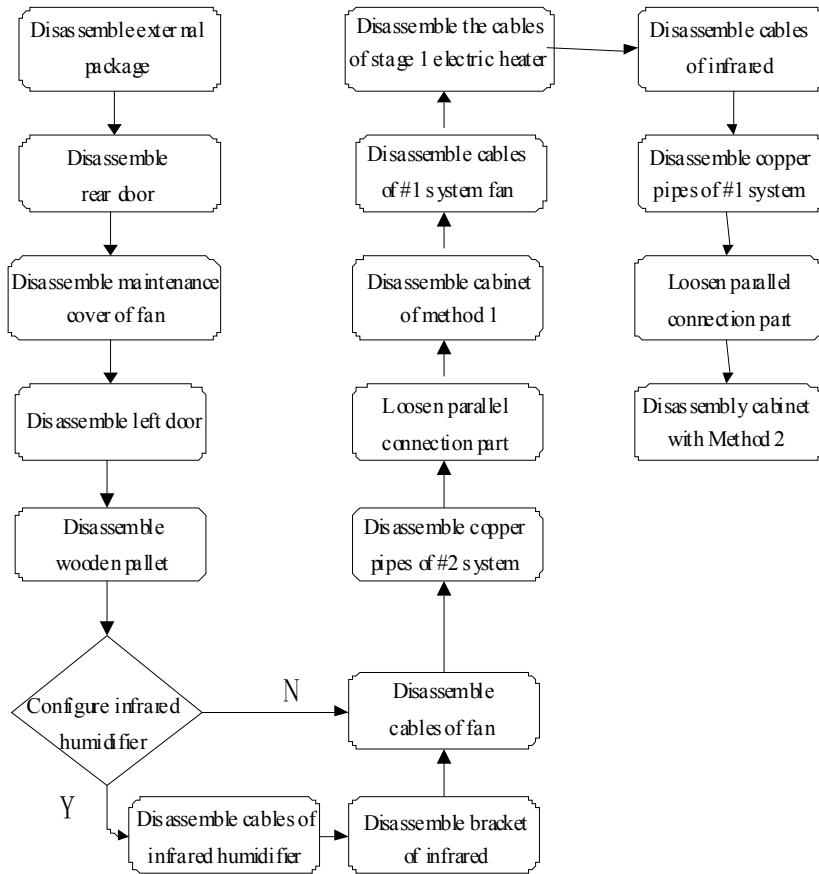 Disassemble external
package
Disassemble
rear door
Disassemble maintenance
cover of fan
Disassemble left door
Disassemble
wooden pallet
Configure infrared
humidifier
N
Y
Disassemble cables of
infrared humidifier
Disassemble bracket
of infrared
Disassemble
cables of fan
Disassemble copper
pipes of #2 system
Loosen parallel
connection part
Disassemble cabinet
of method 1
Disassemble cables
of #1 system fan
Disassemble the cables
of stage 1 electric heater
Disassemble cables
of infrared
Disassemble copper
pipes of #1 system
Loosen parallel
connection part
Disassembly cabinet
with Method 2